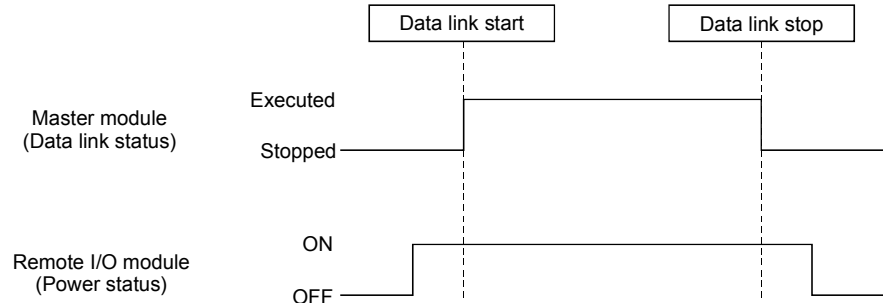 Data link start
Data link stop
Executed
Master module
(Data link status)
Stopped
ON
Remote I/O module
(Power status)
OFF